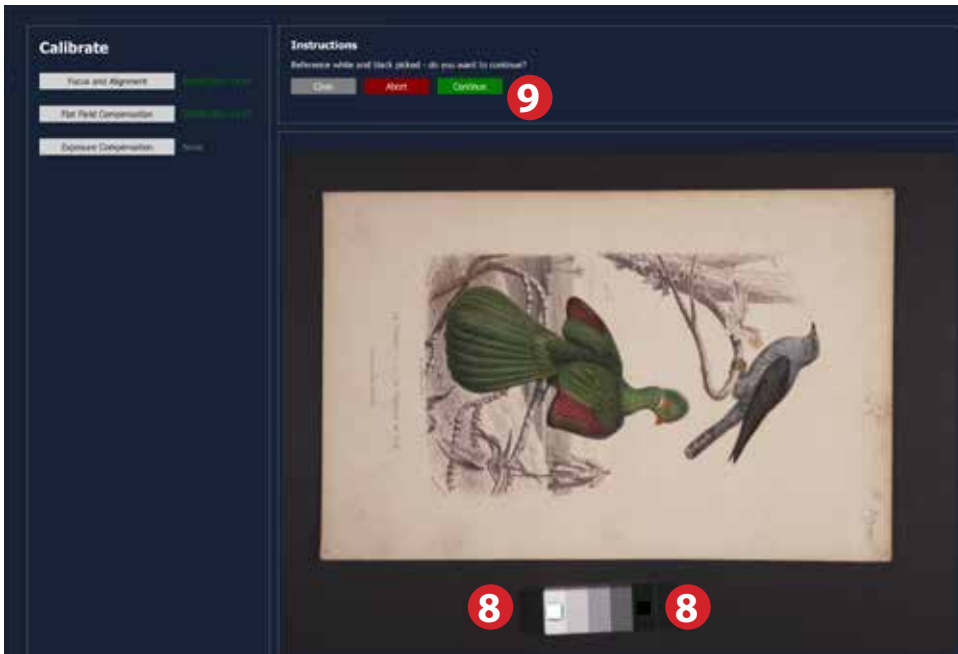 Calibrate
Focus and Alignment
Flat Field Compensation
Exposure Compensation
None
Instructions
Reference white and black picked - do you want to continue?
Clear
Abort
Continue
9
8
8